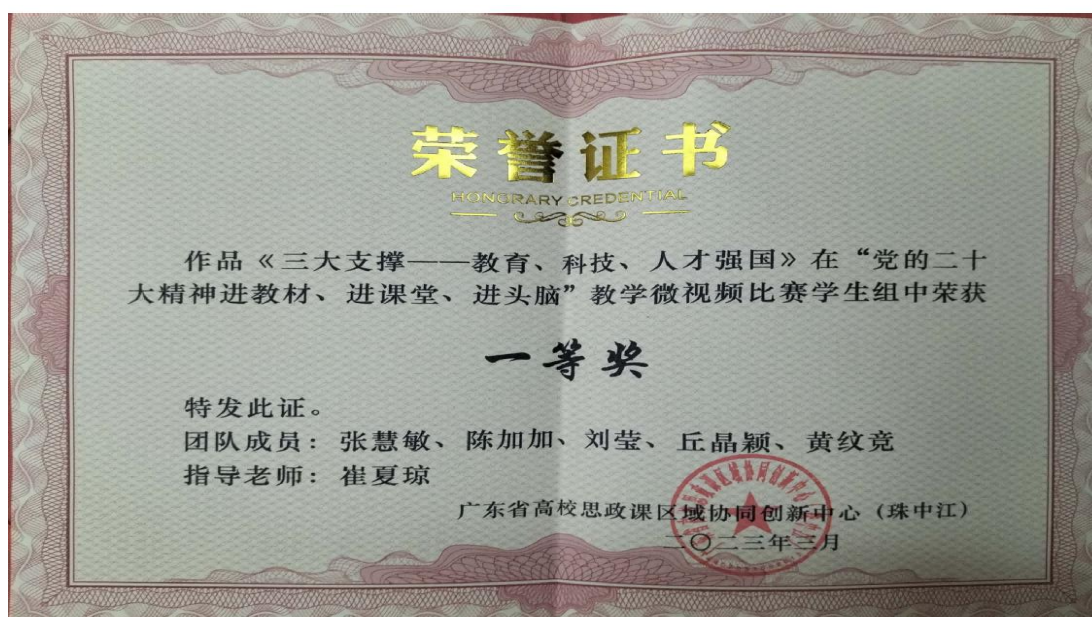 荣誉证书
HONORARY CREDENTIAL
作品《三大支撑——教育、科技、人才强国》在“党的二十
大精神进教材、进课堂、进头脑”教学微视频比赛学生组中荣获
一等奖
特发此证。
团队成员：张慧敏、陈加加、刘莹、丘晶颖、黄纹竞
指导老师：崔夏琼
广东省高校思政课区域协同创新中心（珠中江）
二〇二三年三月